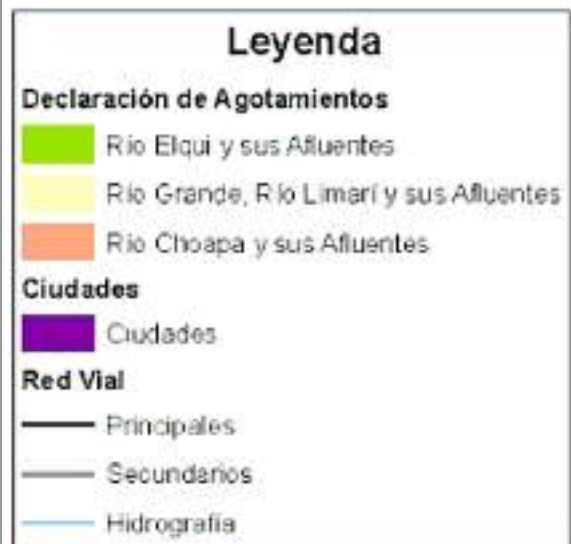 Leyenda
Declaración de Agotamientos
Río Elqui y sus Afluentes
Río Grande, Río Limarí y sus Afluentes
Río Choapa y sus Afluentes
Ciudades
Ciudades
Red Vial
Principales
Secundarios
Hidrografía